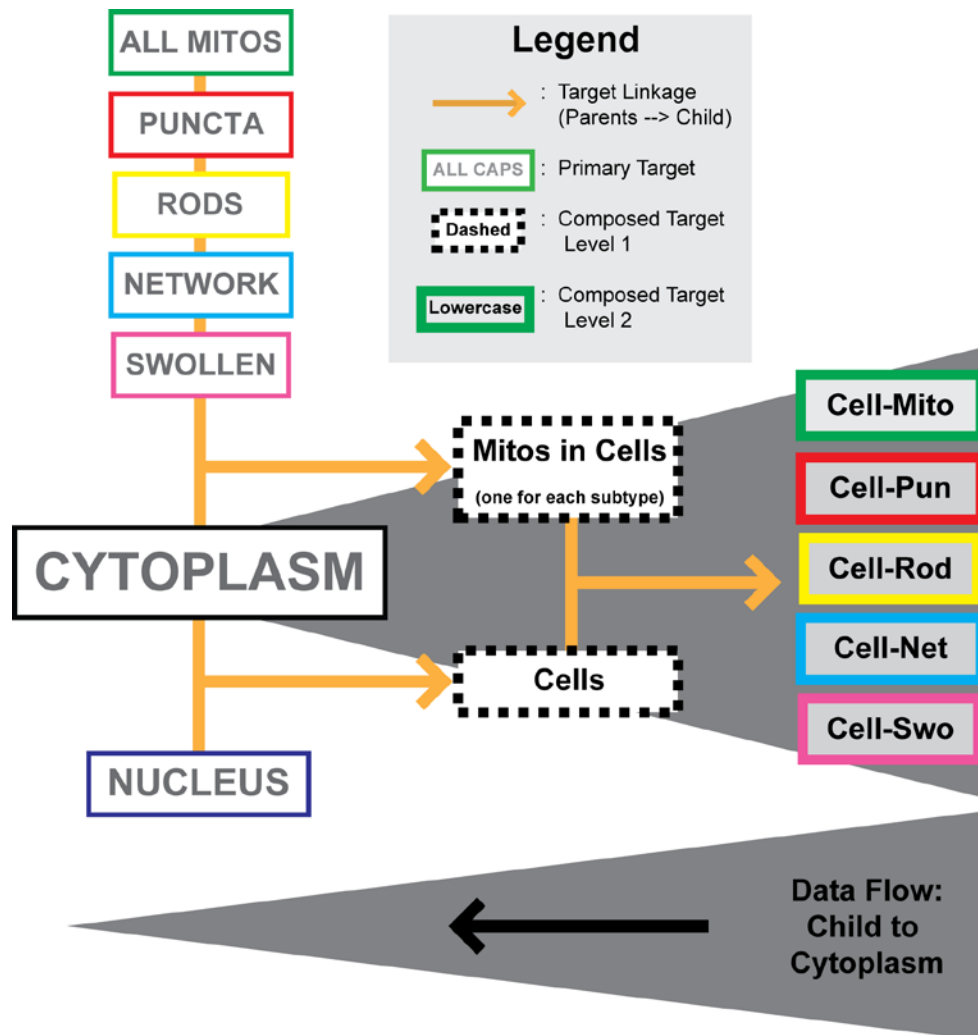 ALL MITOS
PUNCTA
RODS
NETWORK
SWOLLEN
CYTOPLASM
NUCLEUS
Legend
: Target Linkage
(Parents --> Child)
ALL CAPS : Primary Target
Dashed : Composed Target
Level 1
Lowercase : Composed Target
Level 2
Mitos in Cells
(one for each subtype)
Cells
Cell-Mito
Cell-Pun
Cell-Rod
Cell-Net
Cell-Swo
Data Flow:
Child to
Cytoplasm